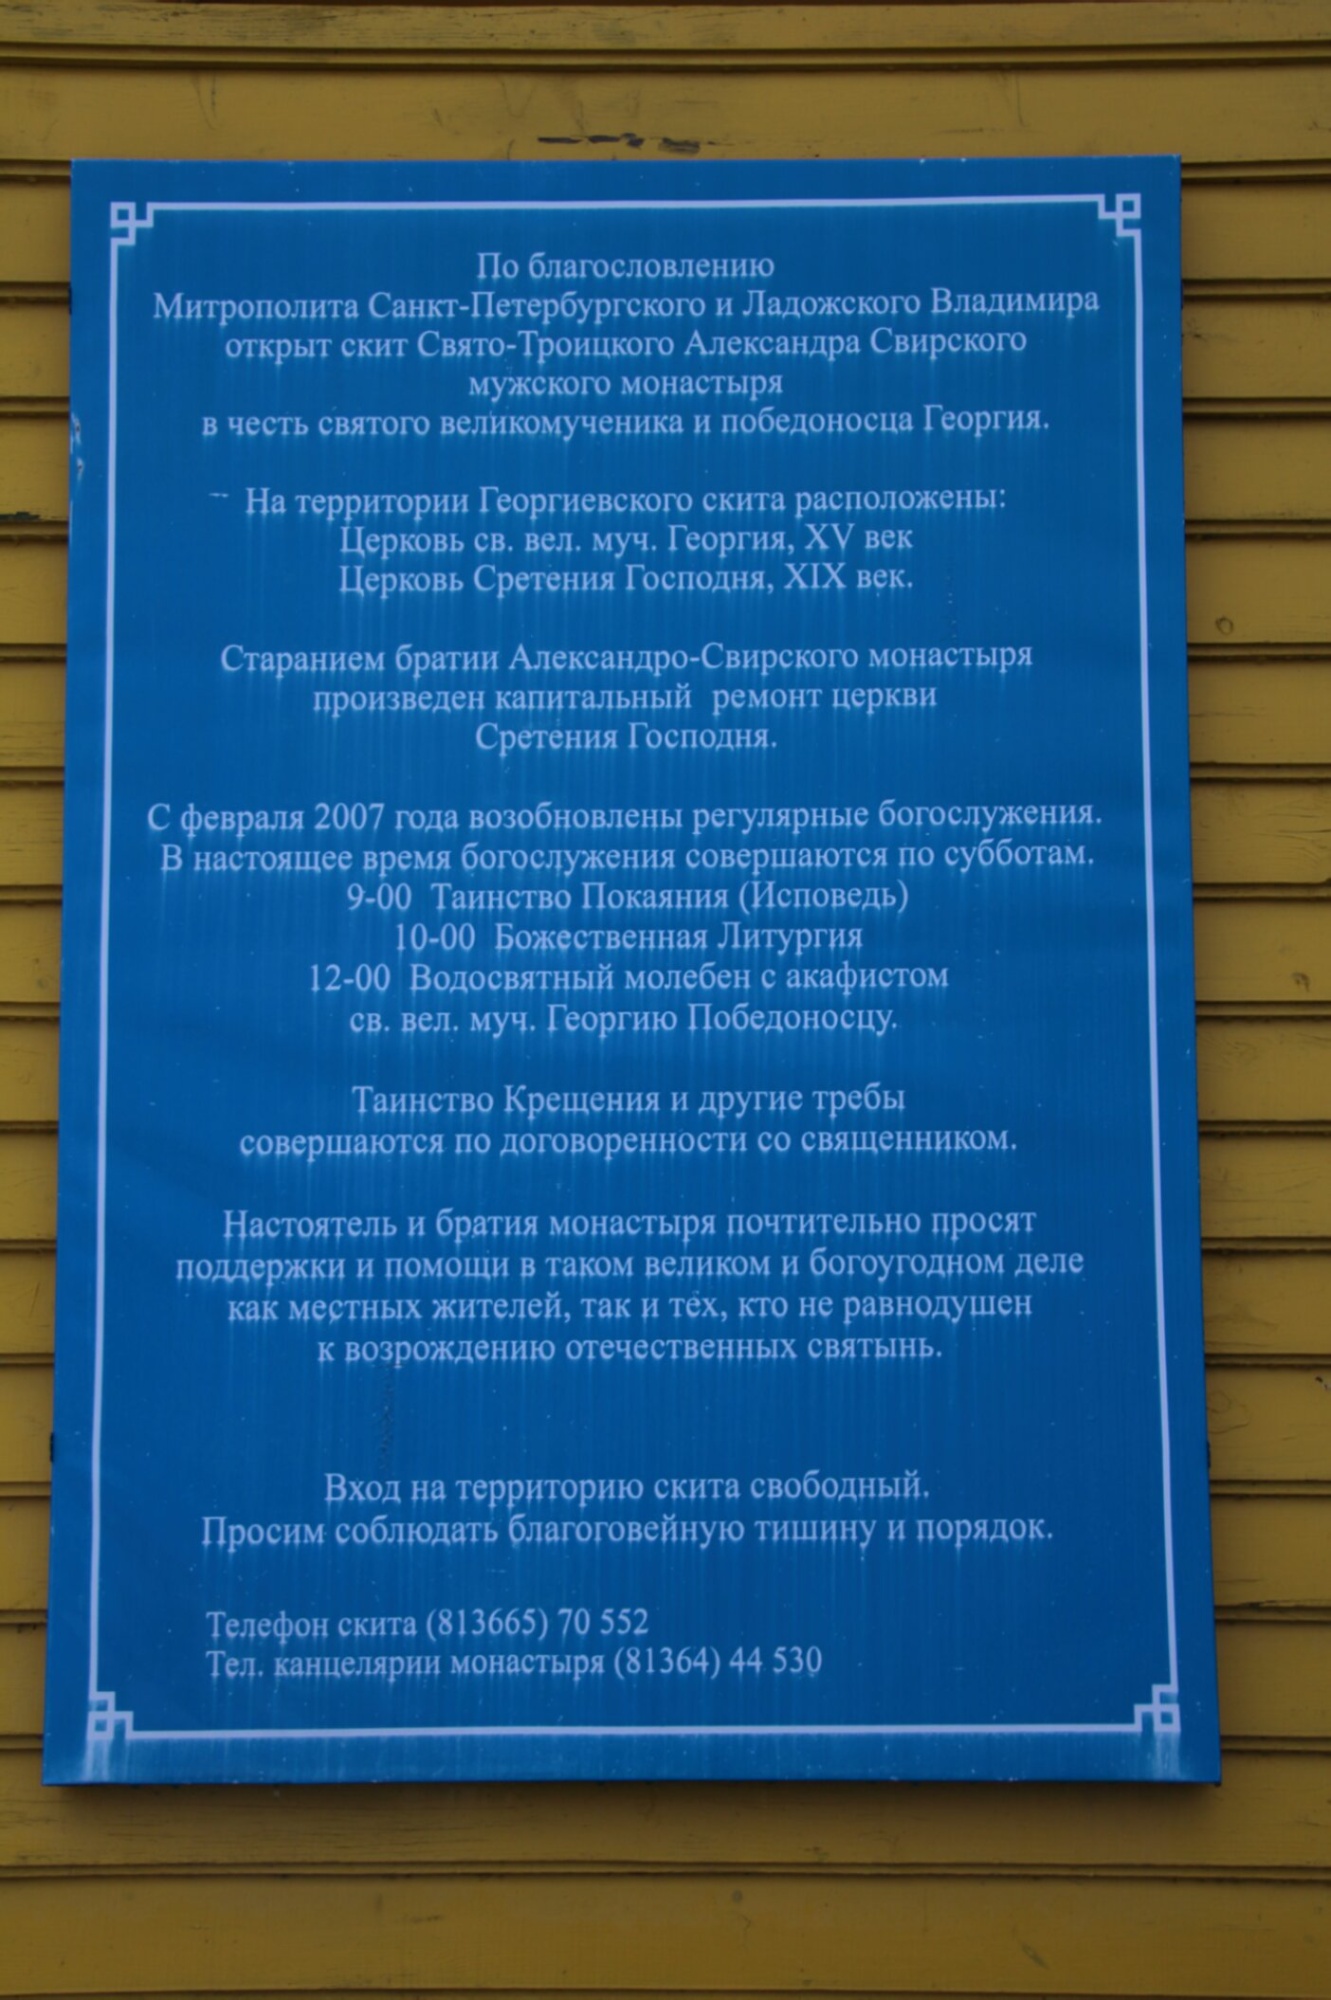 По благословлению
Митрополита Санкт-Петербургского и Ладожского Владимира
открыт скит Свято-Троицкого Александра Свирского
мужского монастыря
в честь святого великомученика и победоносца Георгия.
На территории Георгиевского скита расположены:
Церковь св. вел. муч. Георгия, XV век
Церковь Сретения Господня, XIX век.
Старанием братии Александро-Свирского монастыря
произведен капитальный ремонт церкви
Сретения Господня.
С февраля 2007 года возобновлены регулярные богослужения.
В настоящее время богослужения совершаются по субботам.
9-00 Таинство Покаяния (Исповедь)
10-00 Божественная Литургия
12-00 Водосвятный молебен с акафистом
св. вел. муч. Георгию Победоносцу.
Таинство Крещения и другие требы
совершаются по договоренности со священником.
Настоятель и братия монастыря почтительно просят
поддержки и помощи в таком великом и богоугодном деле
как местных жителей, так и тех, кто не равнодушен
к возрождению отечественных святынь.
Вход на территорию скита свободный.
Просим соблюдать благоговейную тишину и порядок.
Телефон скита (813665) 70 552
Тел. канцелярии монастыря (81364) 44 530